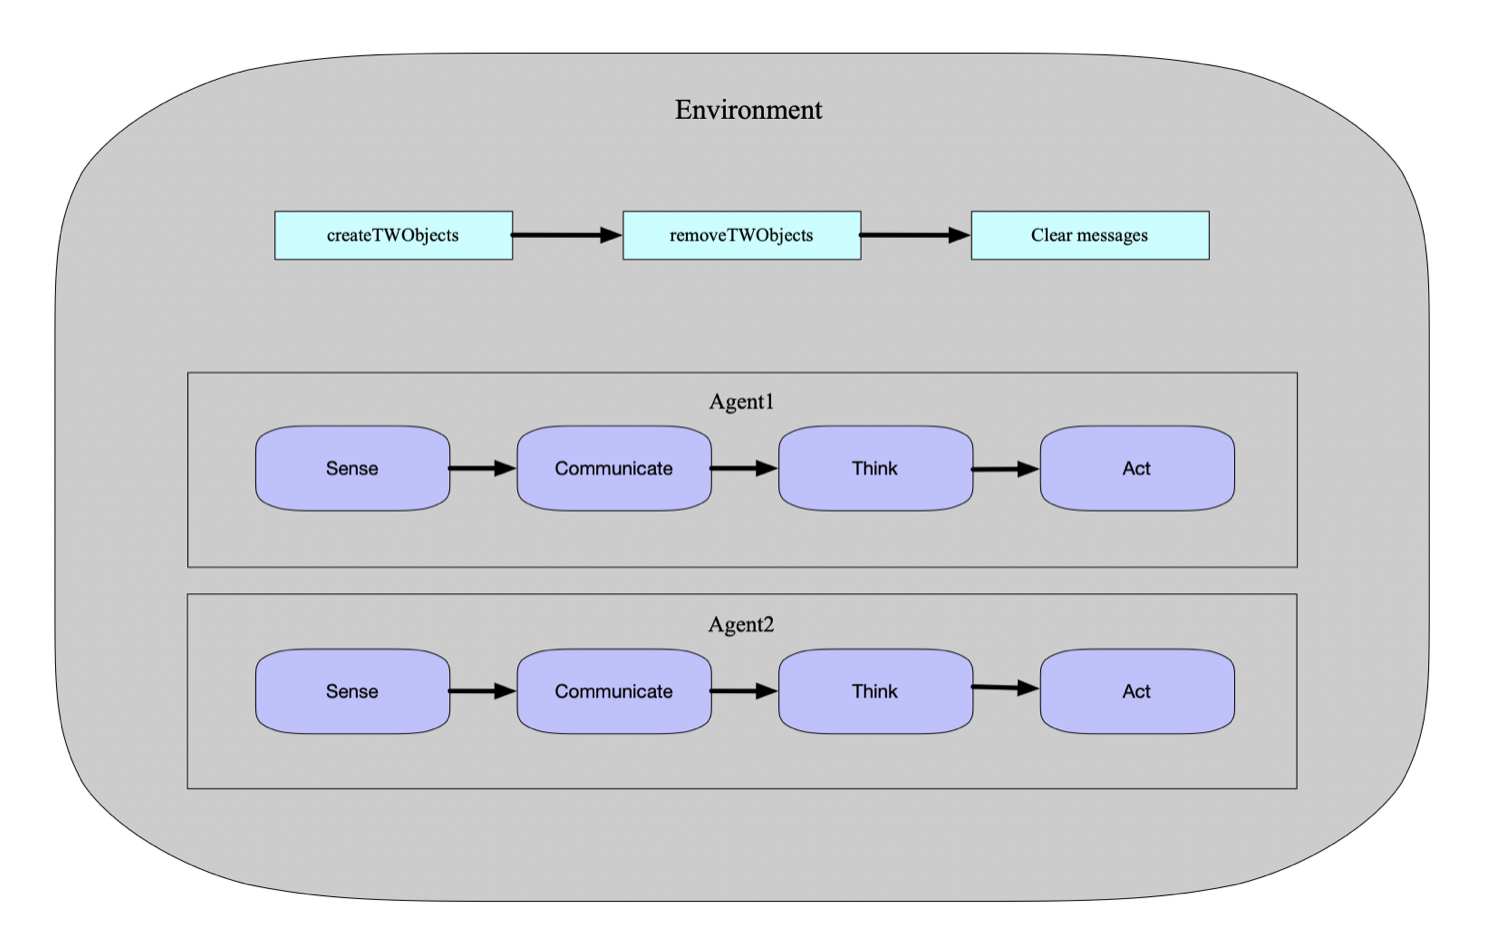 Environment
createTWObjects
removeTWObjects
Clear messages
Agent1
Sense
Communicate
Think
Act
Agent2
Sense
Communicate
Think
Act